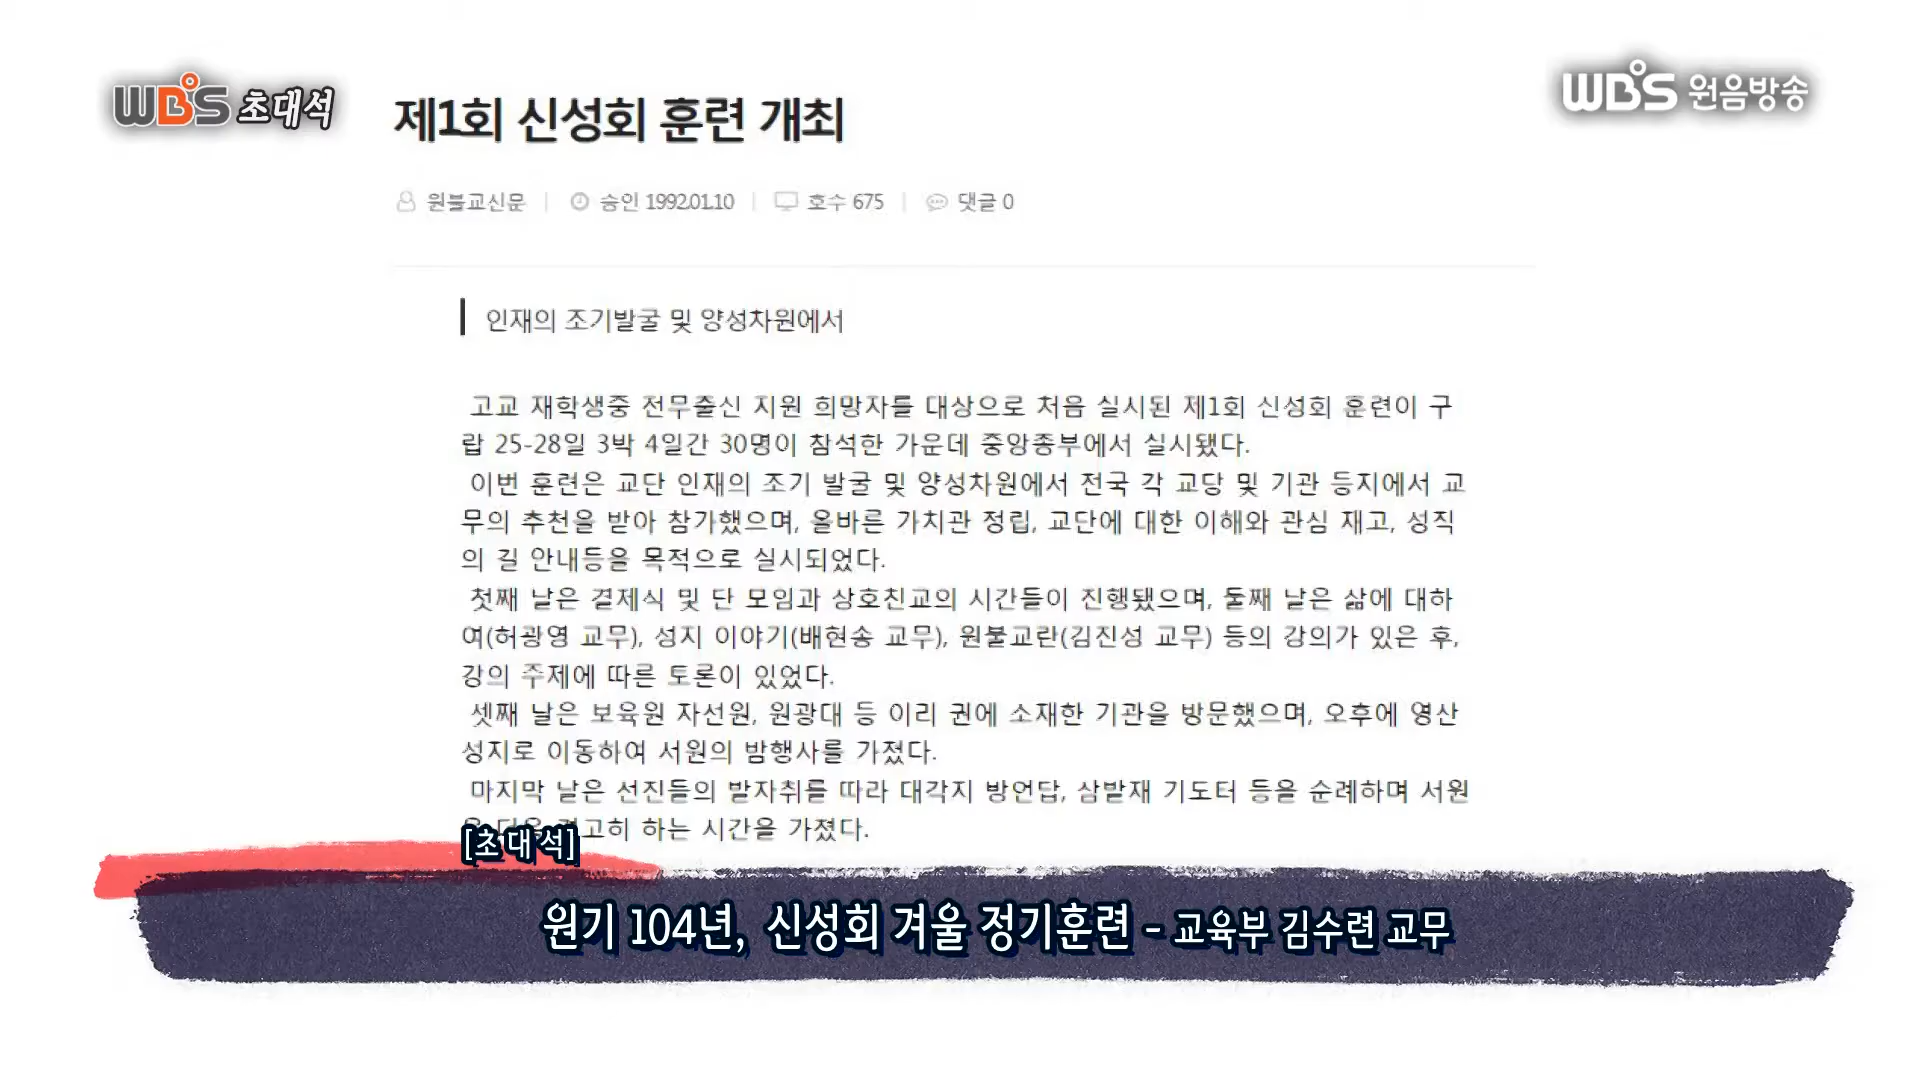 WBS 초대석
WBS 원음방송
제1회 신성회 훈련 개최
원불교신문 | 승인 1992.01.10 | 호수 675 | 댓글 0
인재의 조기발굴 및 양성차원에서
고교 재학생중 전무출신 지원 희망자를 대상으로 처음 실시된 제1회 신성회 훈련이 구
랍 25-28일 3박 4일간 30명이 참석한 가운데 중앙총부에서 실시됐다.
이번 훈련은 교단 인재의 조기 발굴 및 양성차원에서 전국 각 교당 및 기관 등지에서 교
무의 추천을 받아 참가했으며, 올바른 가치관 정립, 교단에 대한 이해와 관심 재고, 성직
의 길 안내등을 목적으로 실시되었다.
첫째 날은 결제식 및 단 모임과 상호친교의 시간들이 진행됐으며, 둘째 날은 삶에 대하
여(허광영 교무), 성지 이야기(배현송 교무), 원불교란(김진성 교무) 등의 강의가 있은 후,
강의 주제에 따른 토론이 있었다.
셋째 날은 보육원 자선원, 원광대 등 이리 권에 소재한 기관을 방문했으며, 오후에 영산
성지로 이동하여 서원의 밤행사를 가졌다.
마지막 날은 선진들의 발자취를 따라 대각지 방언답, 삼밭재 기도터 등을 순례하며 서원
하는 시간을 가졌다.
[초대석]
원기 104년, 신성회 겨울 정기훈련 - 교육부 김수련 교무